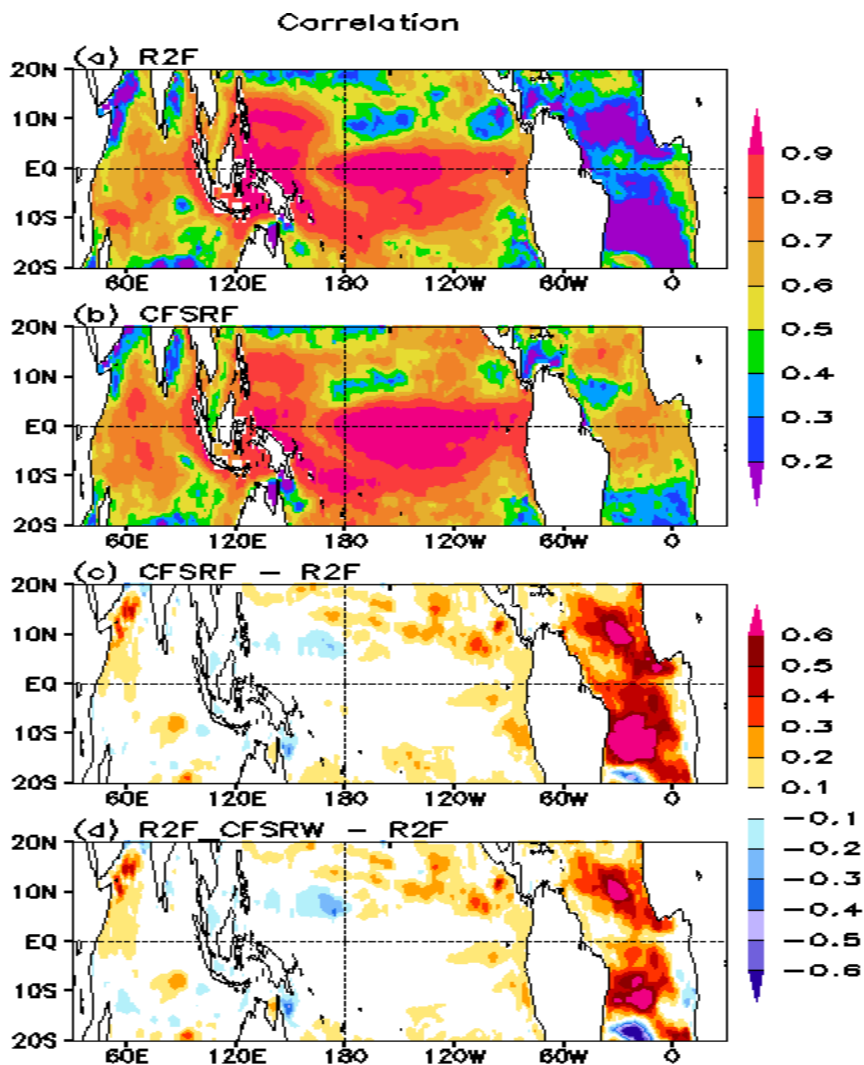 Correlation
(a) R2F
20N
10N
EQ
10S
20S
60E 120E 180 120W 60W 0
(b) CFSRF
20N
10N
EQ
10S
20S
60E 120E 180 120W 60W 0
0.9
0.8
0.7
0.6
0.5
0.4
0.3
0.2
(c) CFSRF – R2F
20N
10N
EQ
10S
20S
60E 120E 180 120W 60W 0
(d) R2F_CFSRW – R2F
20N
10N
EQ
10S
20S
60E 120E 180 120W 60W 0
0.6
0.5
0.4
0.3
0.2
0.1
−0.1
−0.2
−0.3
−0.4
−0.5
−0.6